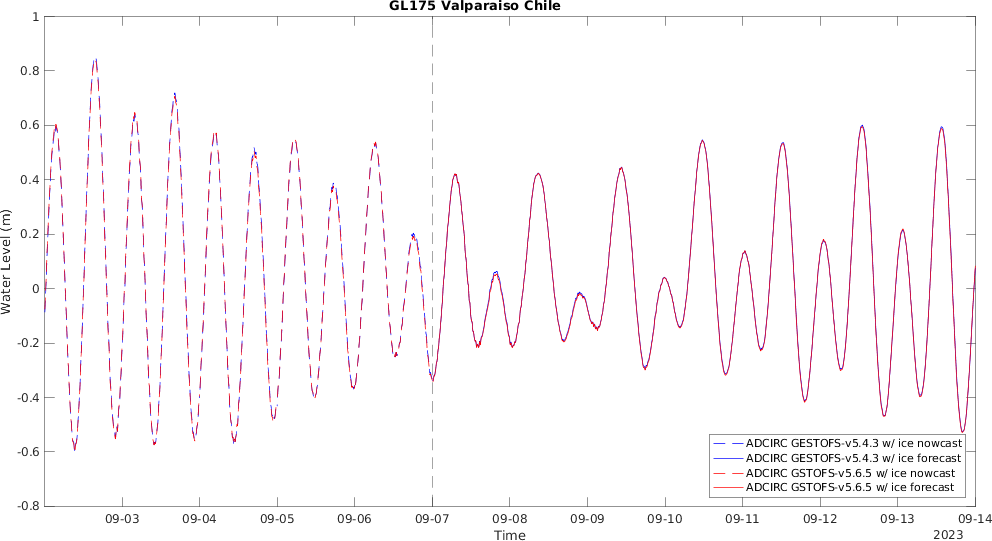 GL175 Valparaiso Chile
1
0.8
0.6
0.4
0.2
0
-0.2
-0.4
-0.6
-0.8
Water Level (m)
ADCIRC GESTOFS-v5.4.3 w/ ice nowcast
ADCIRC GESTOFS-v5.4.3 w/ ice forecast
ADCIRC GSTOFS-v5.6.5 w/ ice nowcast
ADCIRC GSTOFS-v5.6.5 w/ ice forecast
09-03 09-04 09-05 09-06 09-07 09-08 09-09 09-10 09-11 09-12 09-13 09-14
Time
2023